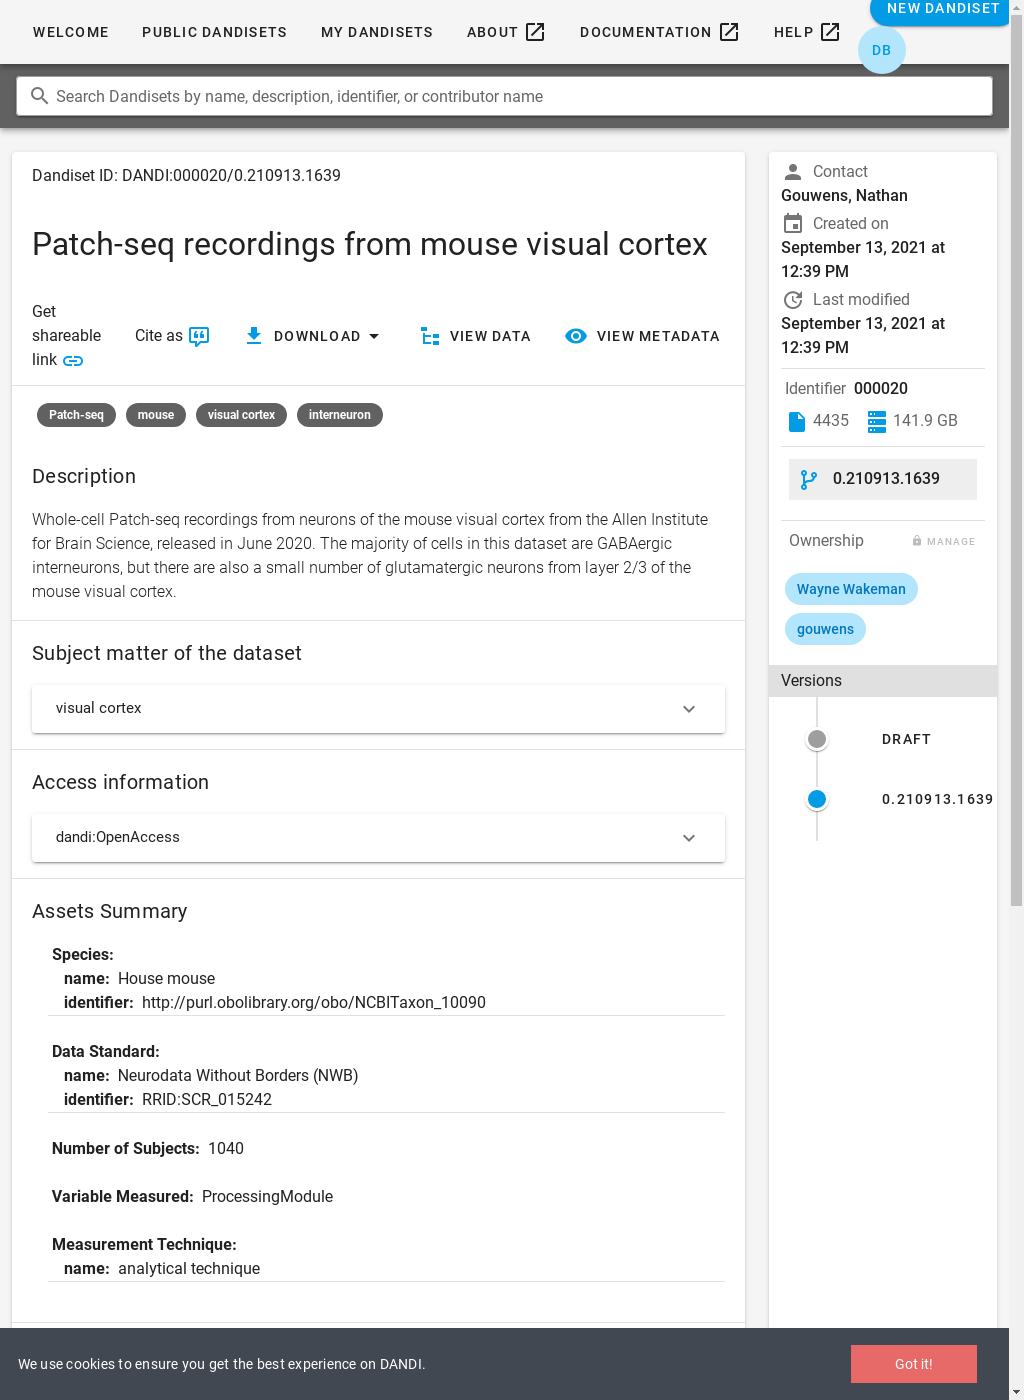 WELCOME
PUBLIC DANDISETS
MY DANDISETS
ABOUT
DOCUMENTATION
HELP
NEW DANDISET
DB
Search Dandisets by name, description, identifier, or contributor name
Dandiset ID: DANDI:000020/0.210913.1639
Patch-seq recordings from mouse visual cortex
Get
shareable
link
Cite as
DOWNLOAD
VIEW DATA
VIEW METADATA
Patch-seq
mouse
visual cortex
interneuron
Description
Whole-cell Patch-seq recordings from neurons of the mouse visual cortex from the Allen Institute
for Brain Science, released in June 2020. The majority of cells in this dataset are GABAergic
interneurons, but there are also a small number of glutamatergic neurons from layer 2/3 of the
mouse visual cortex.
Subject matter of the dataset
visual cortex
Access information
dandi:OpenAccess
Assets Summary
Species:
name: House mouse
identifier: http://purl.obolibrary.org/obo/NCBITaxon_10090
Data Standard:
name: Neurodata Without Borders (NWB)
identifier: RRID:SCR_015242
Number of Subjects: 1040
Variable Measured: ProcessingModule
Measurement Technique:
name: analytical technique
Contact
Gouwens, Nathan
Created on
September 13, 2021 at
12:39 PM
Last modified
September 13, 2021 at
12:39 PM
Identifier 000020
4435 141.9 GB
0.210913.1639
Ownership
MANAGE
Wayne Wakeman
gouwens
Versions
DRAFT
0.210913.1639
We use cookies to ensure you get the best experience on DANDI.
Got it!